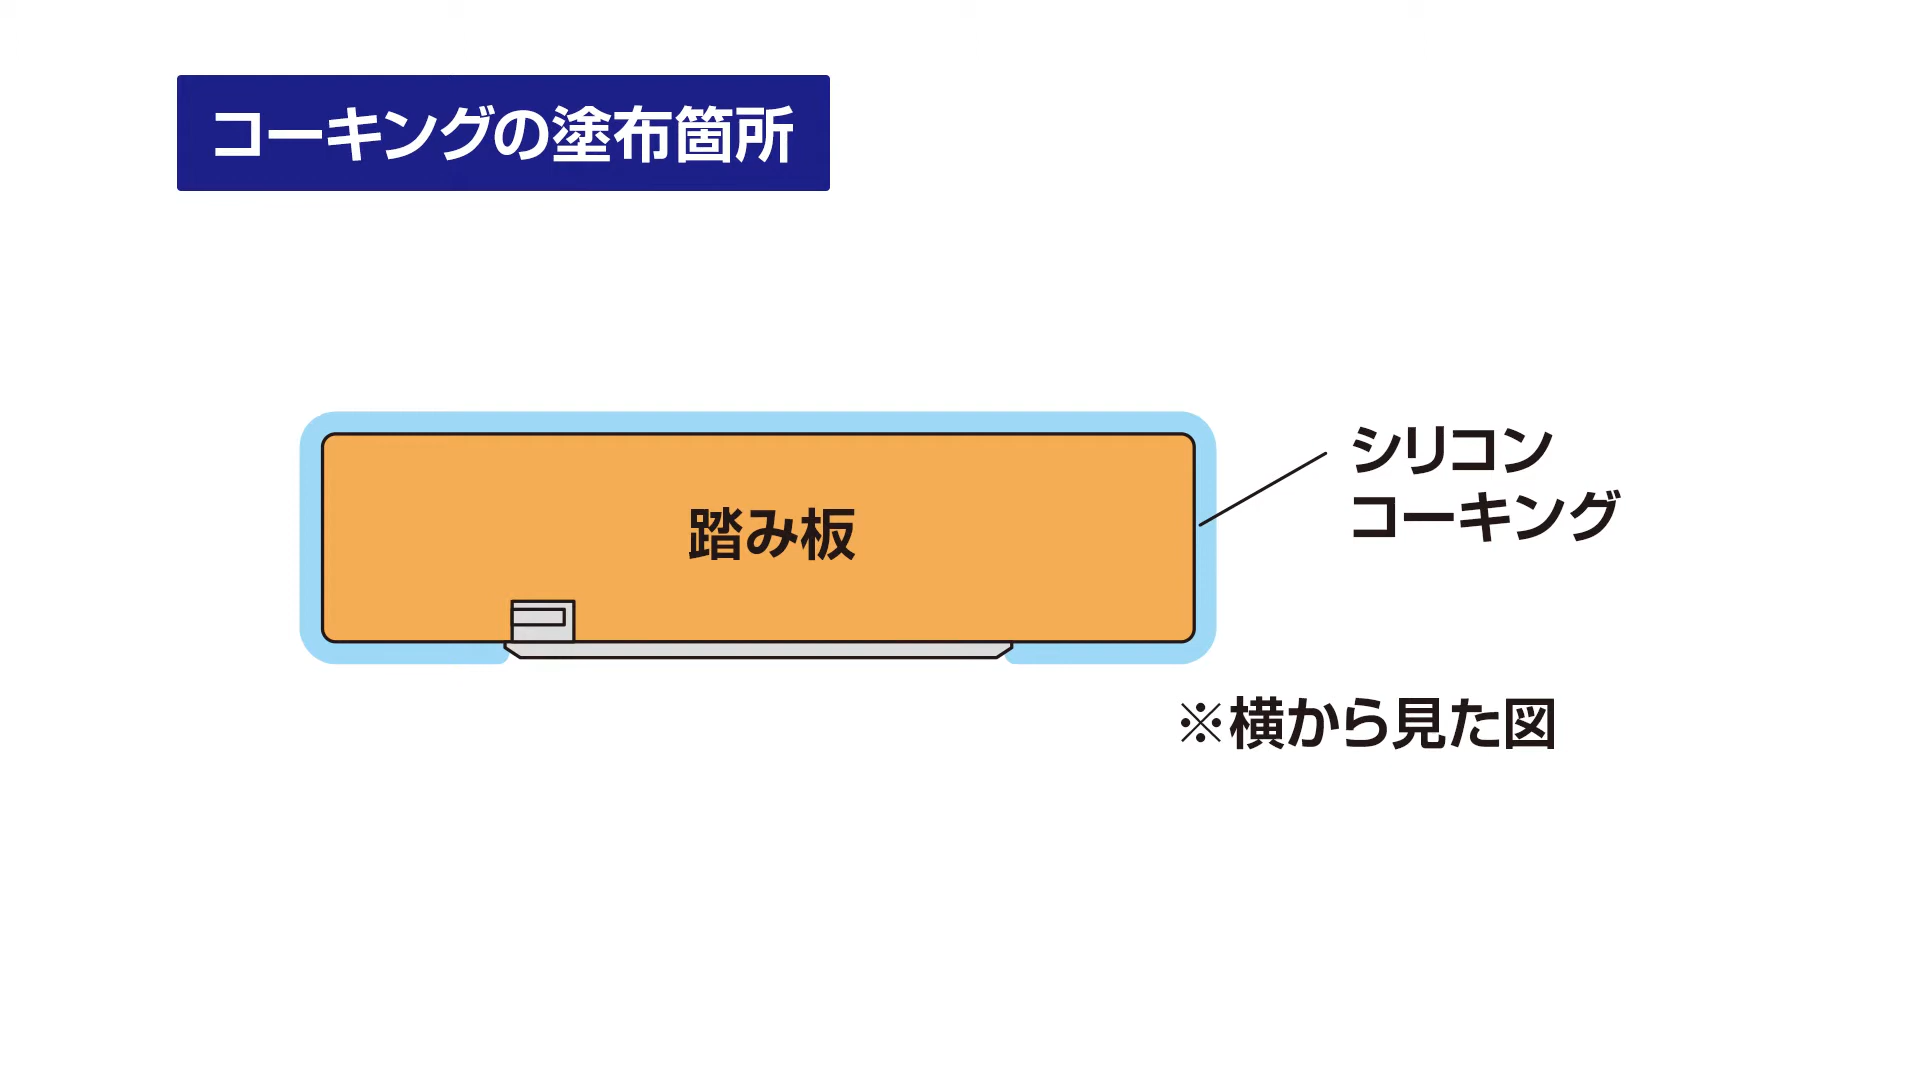 コーキングの塗布箇所
シリコン
コーキング
踏み板
※横から見た図